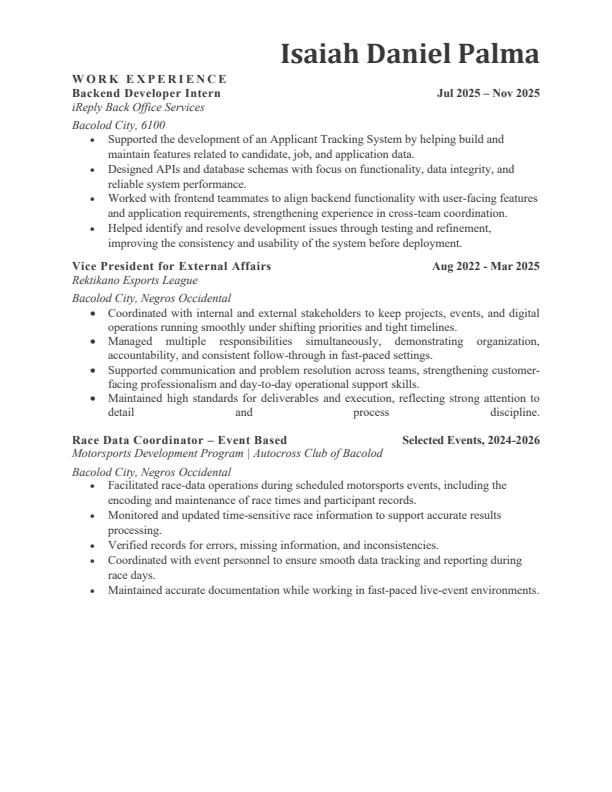 Isaiah Daniel Palma
WORK EXPERIENCE
Backend Developer Intern Jul 2025 – Nov 2025
iReply Back Office Services
Bacolod City, 6100
• Supported the development of an Applicant Tracking System by helping build and
maintain features related to candidate, job, and application data.
• Designed APIs and database schemas with focus on functionality, data integrity, and
reliable system performance.
• Worked with frontend teammates to align backend functionality with user-facing features
and application requirements, strengthening experience in cross-team coordination.
• Helped identify and resolve development issues through testing and refinement,
improving the consistency and usability of the system before deployment.
Vice President for External Affairs Aug 2022 - Mar 2025
Rektikano Esports League
Bacolod City, Negros Occidental
• Coordinated with internal and external stakeholders to keep projects, events, and digital
operations running smoothly under shifting priorities and tight timelines.
• Managed multiple responsibilities simultaneously, demonstrating organization,
accountability, and consistent follow-through in fast-paced settings.
• Supported communication and problem resolution across teams, strengthening customer-
facing professionalism and day-to-day operational support skills.
• Maintained high standards for deliverables and execution, reflecting strong attention to
detail and process discipline.
Race Data Coordinator – Event Based Selected Events, 2024-2026
Motorsports Development Program | Autocross Club of Bacolod
Bacolod City, Negros Occidental
• Facilitated race-data operations during scheduled motorsports events, including the
encoding and maintenance of race times and participant records.
• Monitored and updated time-sensitive race information to support accurate results
processing.
• Verified records for errors, missing information, and inconsistencies.
• Coordinated with event personnel to ensure smooth data tracking and reporting during
race days.
• Maintained accurate documentation while working in fast-paced live-event environments.